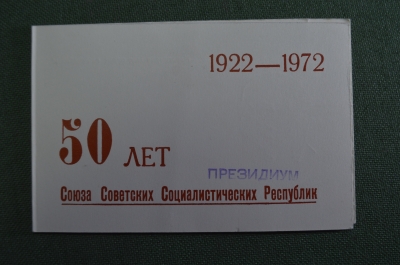 1922—1972
50 ЛЕТ
ПРЕЗИДИУМ
Союза Советских Социалистических Республик